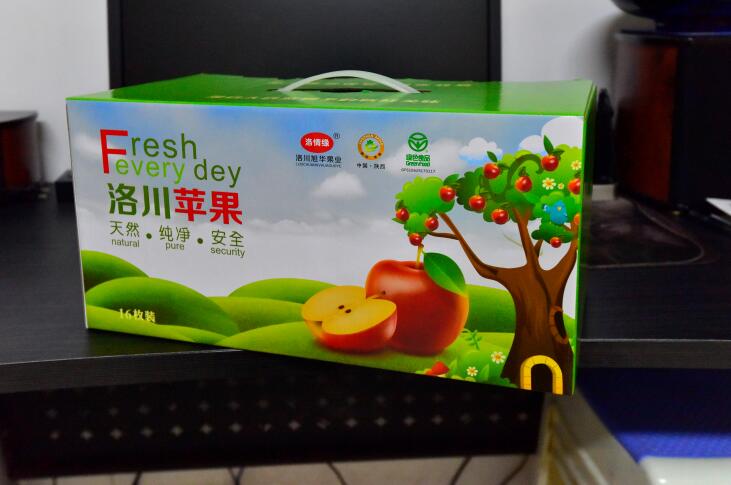 Fresh
every dey
洛川苹果
天然·纯净·安全
natural pure security
洛情缘®
洛川旭华果业
中国·陕西
绿色食品
GreenFood
16枚装